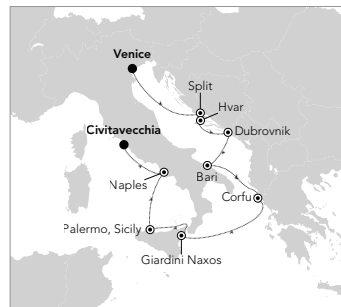 Venice
Split
Hvar
Civitavecchia
Dubrovnik
Bari
Naples
Corfu
Palermo, Sicily
Giardini Naxos